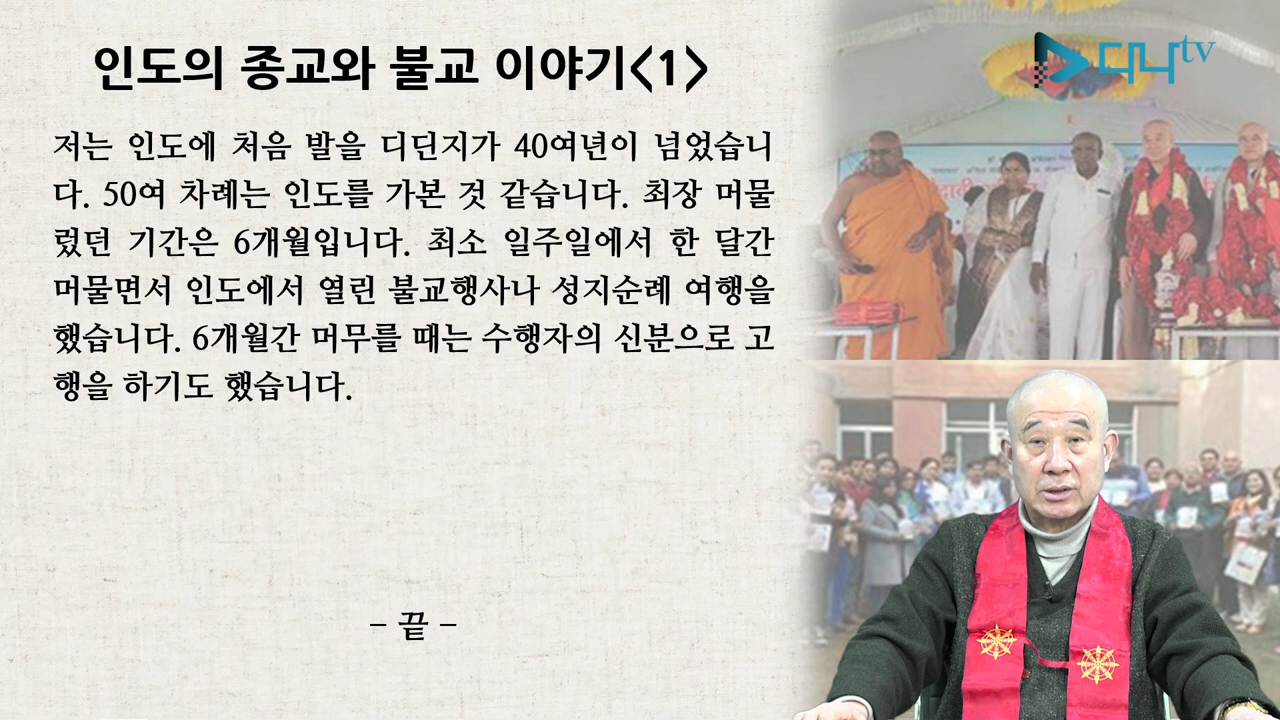 인도의 종교와 불교 이야기<1>
tv
저는 인도에 처음 발을 디딘지가 40여년이 넘었습니
다. 50여 차례는 인도를 가본 것 같습니다. 최장 머물
렀던 기간은 6개월입니다. 최소 일주일에서 한 달간
머물면서 인도에서 열린 불교행사나 성지순례 여행을
했습니다. 6개월간 머무를 때는 수행자의 신분으로 고
행을 하기도 했습니다.
- 끝 -